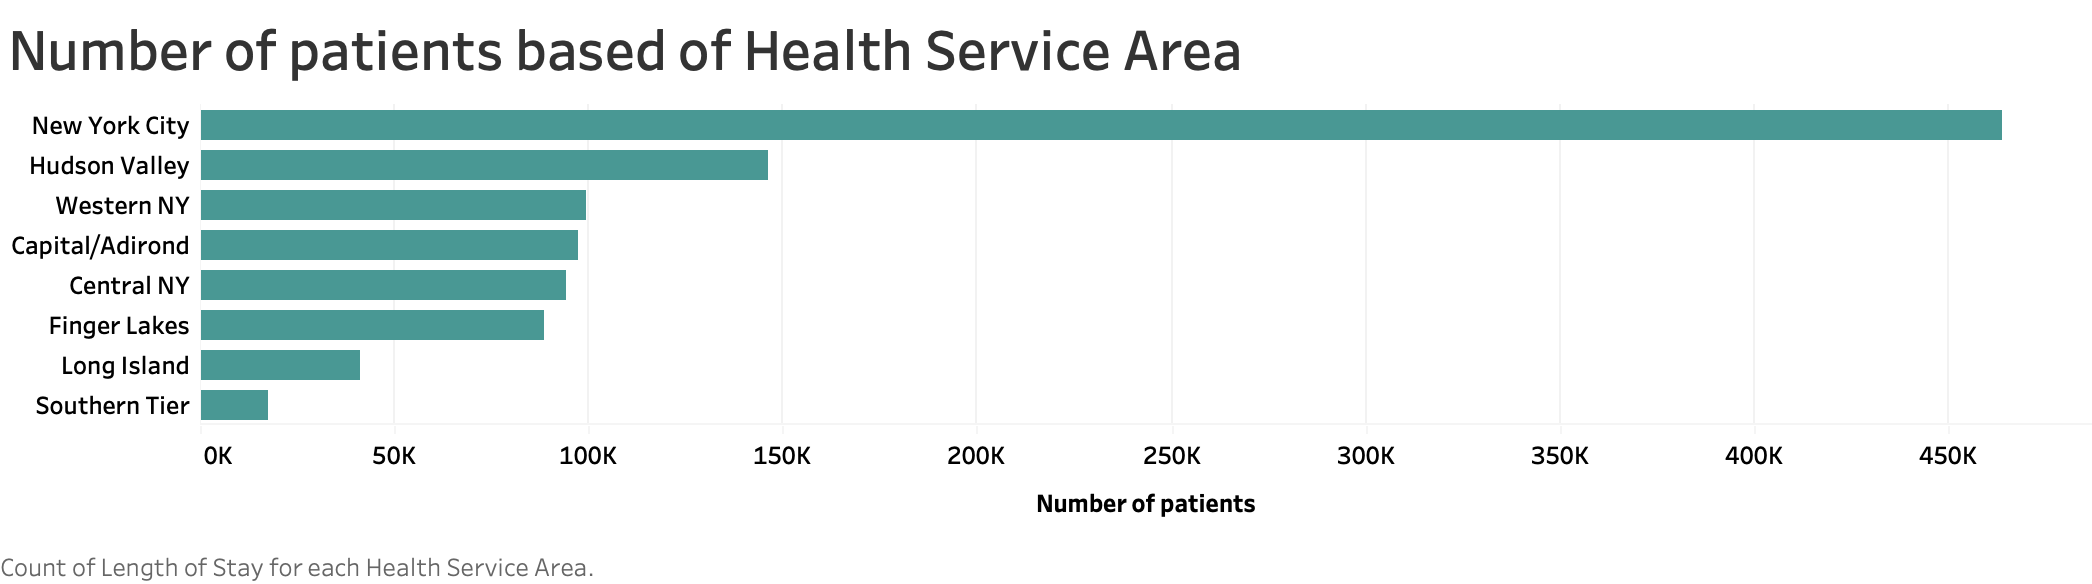 Number of patients based of Health Service Area
New York City
Hudson Valley
Western NY
Capital/Adirond
Central NY
Finger Lakes
Long Island
Southern Tier
0K 50K 100K 150K 200K 250K 300K 350K 400K 450K
Number of patients
Count of Length of Stay for each Health Service Area.